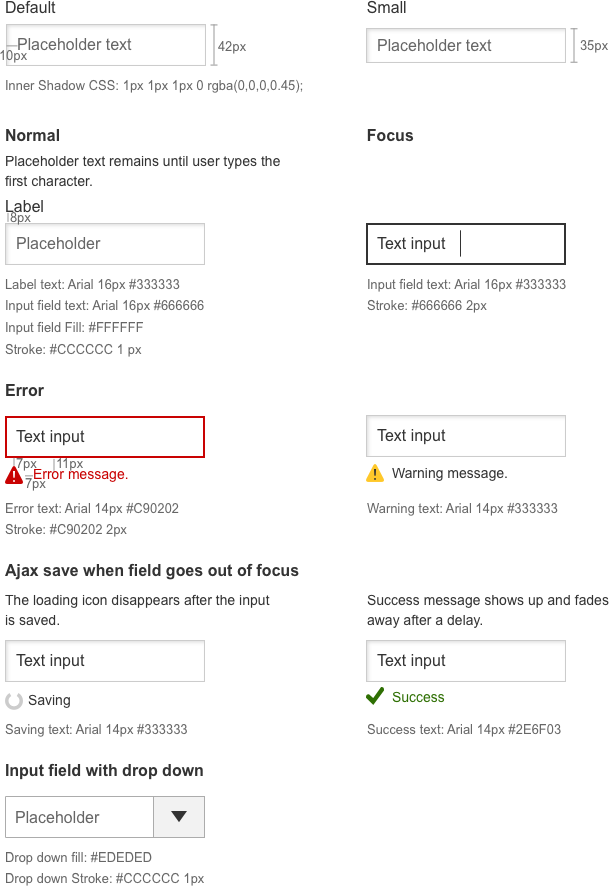 Default
Small
Placeholder text
42px
10px
Placeholder text
35px
Inner Shadow CSS: 1px 1px 1px 0 rgba(0,0,0,0.45);
Normal
Focus
Placeholder text remains until user types the
first character.
Label
8px
Placeholder
Text input
Label text: Arial 16px #333333
Input field text: Arial 16px #666666
Input field Fill: #FFFFFF
Stroke: #CCCCCC 1 px
Input field text: Arial 16px #333333
Stroke: #666666 2px
Error
Text input
Text input
7px
11px
Error message.
7px
Warning message.
Error text: Arial 14px #C90202
Stroke: #C90202 2px
Warning text: Arial 14px #333333
Ajax save when field goes out of focus
The loading icon disappears after the input
is saved.
Success message shows up and fades
away after a delay.
Text input
Text input
Saving
Success
Saving text: Arial 14px #333333
Success text: Arial 14px #2E6F03
Input field with drop down
Placeholder
Drop down fill: #EDEDED
Drop down Stroke: #CCCCCC 1px